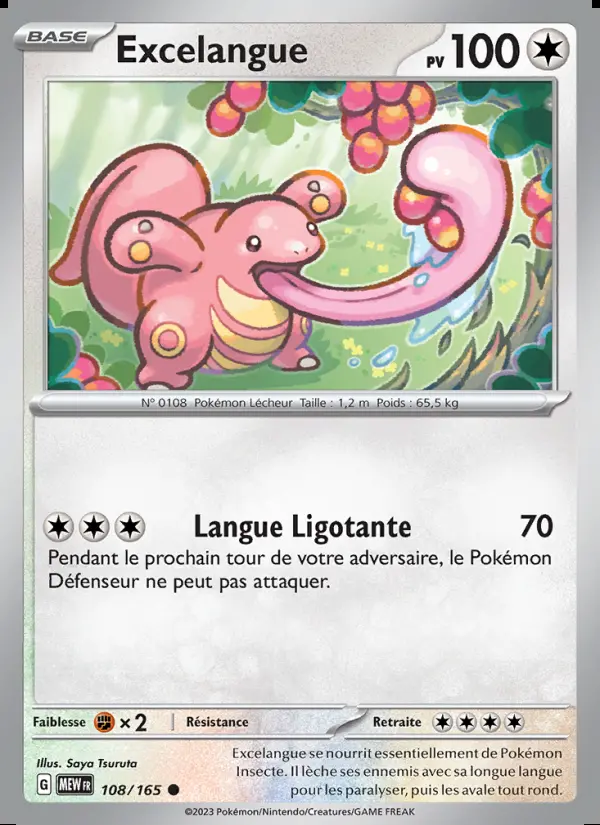 BASE
Excelangue
PV 100
N° 0108 Pokémon Lécheur Taille : 1,2 m Poids : 65,5 kg
Langue Ligotante 70
Pendant le prochain tour de votre adversaire, le Pokémon
Défenseur ne peut pas attaquer.
Faiblesse ×2 Résistance Retraite
Illus. Saya Tsuruta
G MEW FR 108/165
Excelangue se nourrit essentiellement de Pokémon
Insecte. Il lèche ses ennemis avec sa longue langue
pour les paralyser, puis les avale tout rond.
©2023 Pokémon/Nintendo/Creatures/GAME FREAK